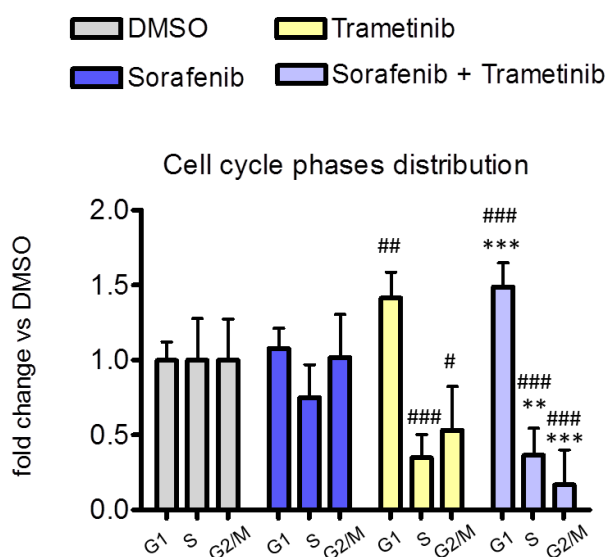 DMSO Trametinib
Sorafenib Sorafenib + Trametinib
Cell cycle phases distribution
fold change vs DMSO
2.0
1.5
1.0
0.5
0.0
## ### #
###
***
###
**
###
***
G1 S G2/M G1 S G2/M G1 S G2/M G1 S G2/M